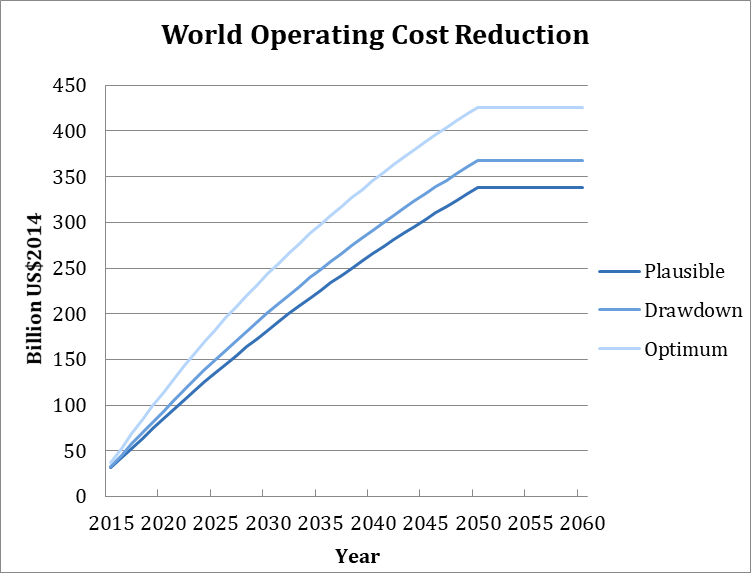 World Operating Cost Reduction
450
400
350
300
250
200
150
100
50
0
Billion US$2014
Plausible
Drawdown
Optimum
2015 2020 2025 2030 2035 2040 2045 2050 2055 2060
Year